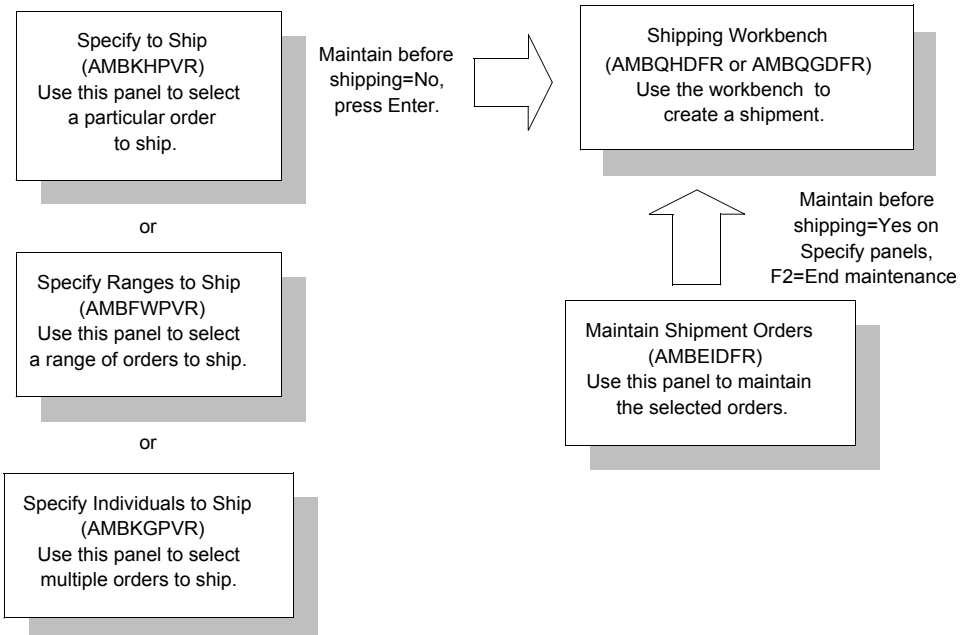 Specify to Ship
(AMBKHPVR)
Use this panel to select
a particular order
to ship.
Maintain before
shipping=No,
press Enter.
Shipping Workbench
(AMBQHDFR or AMBQGDFR)
Use the workbench to
create a shipment.
or
Maintain before
shipping=Yes on
Specify panels,
F2=End maintenance
Specify Ranges to Ship
(AMBFWPVR)
Use this panel to select
a range of orders to ship.
Maintain Shipment Orders
(AMBEIDFR)
Use this panel to maintain
the selected orders.
or
Specify Individuals to Ship
(AMBKGPVR)
Use this panel to select
multiple orders to ship.